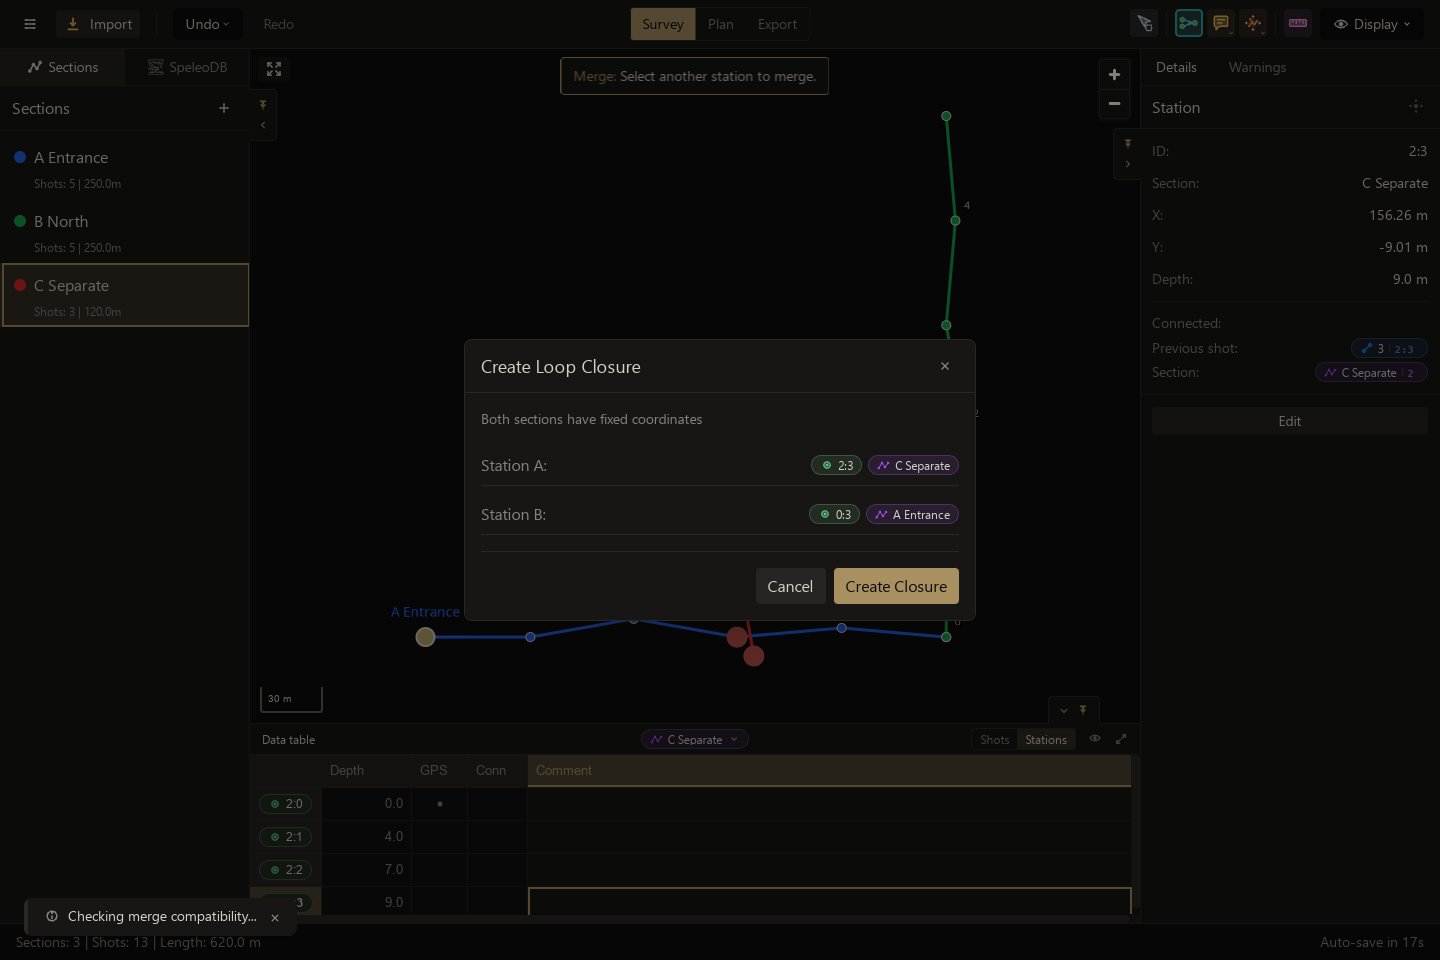 Import
Undo
Redo
Survey
Plan
Export
Display
Sections
SpeleoDB
Sections
A Entrance
Shots: 5 | 250.0m
B North
Shots: 5 | 250.0m
C Separate
Shots: 3 | 120.0m
Merge: Select another station to merge.
4
2
A Entrance
30 m
Create Loop Closure
Both sections have fixed coordinates
Station A:
2:3
C Separate
Station B:
0:3
A Entrance
Cancel
Create Closure
Details
Warnings
Station
ID:
2:3
Section:
C Separate
X:
156.26 m
Y:
-9.01 m
Depth:
9.0 m
Connected:
Previous shot:
3
2:3
Section:
C Separate
2
Edit
Data table
C Separate
Shots
Stations
Depth
GPS
Conn
Comment
2:0
0.0
2:1
4.0
2:2
7.0
3
9.0
Checking merge compatibility...
Sections: 3 | Shots: 13 | Length: 620.0 m
Auto-save in 17s